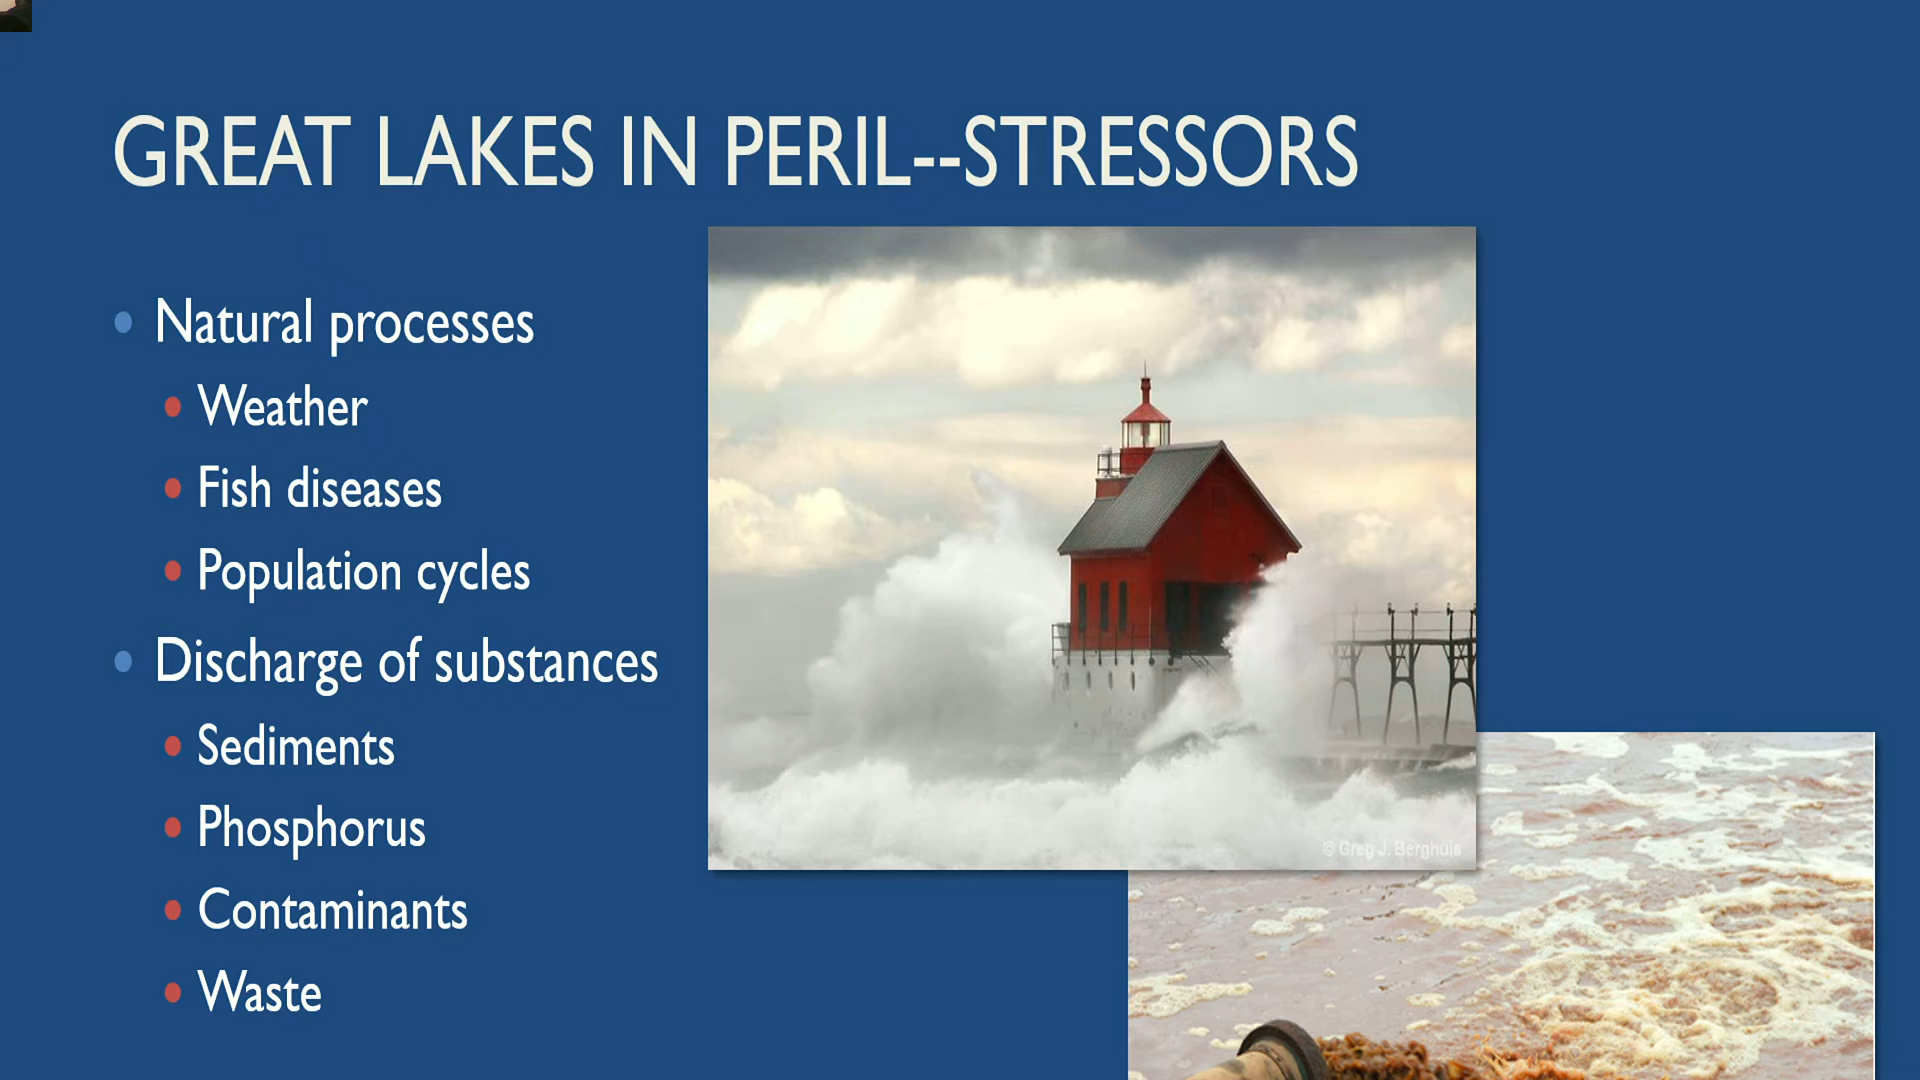 GREAT LAKES IN PERIL--STRESSORS
Natural processes
Weather
Fish diseases
Population cycles
Discharge of substances
Sediments
Phosphorus
Contaminants
Waste
© Greg J. Berghuis